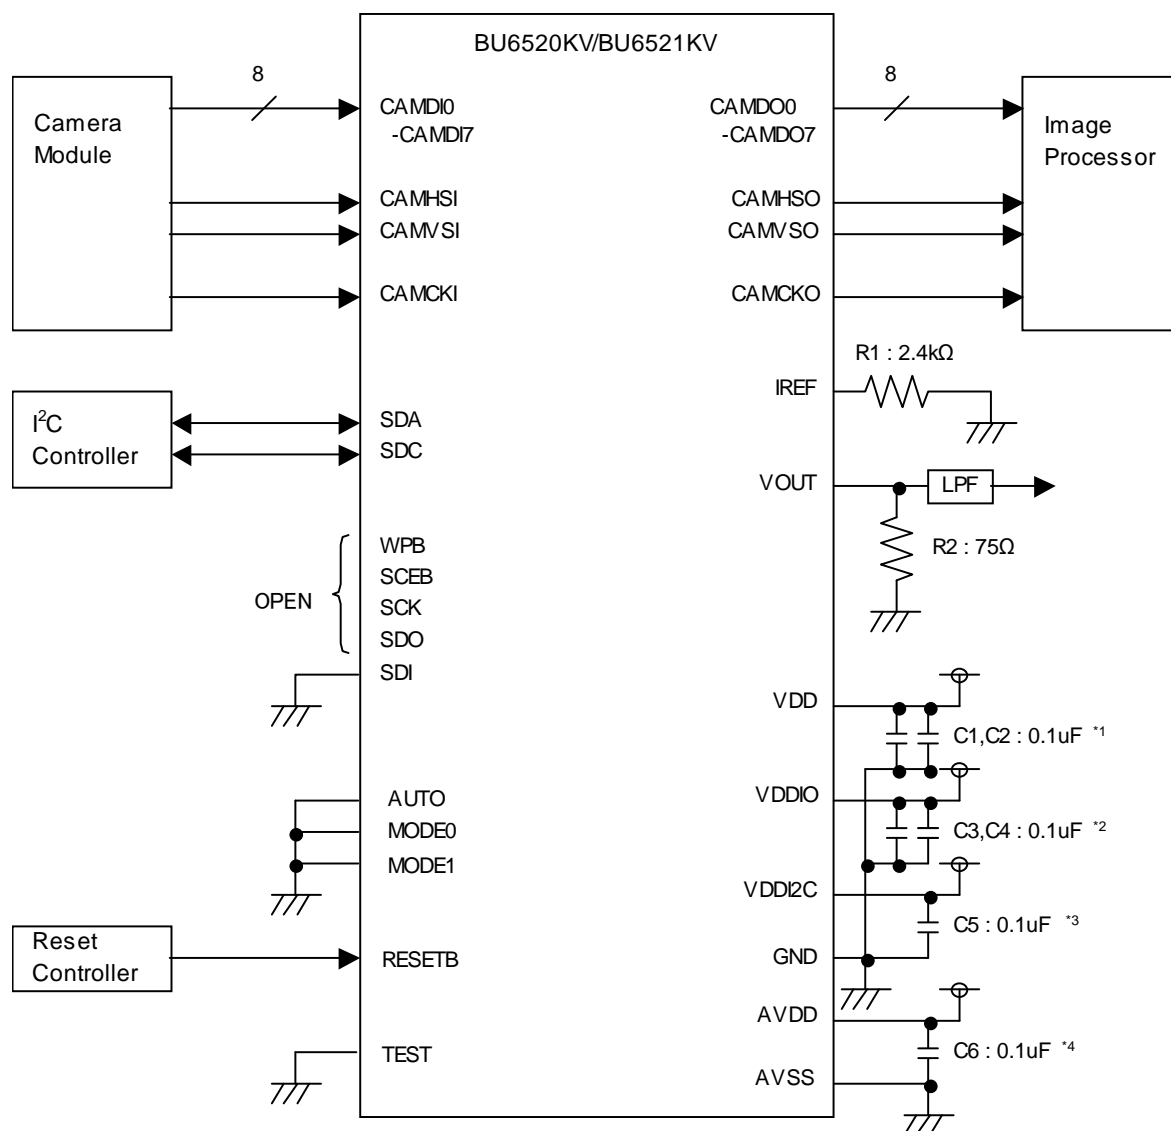 BU6520KV/BU6521KV
8
8
Camera
Module
CAMDI0
-CAMDI7
CAMHSI
CAMVSI
CAMCKI
CAMDO0
-CAMDO7
CAMHSO
CAMVSO
CAMCKO
Image
Processor
R1 : 2.4kΩ
IREF
I²C
Controller
SDA
SDC
VOUT
LPF
R2 : 75Ω
OPEN
WPB
SCEB
SCK
SDO
SDI
VDD
C1,C2 : 0.1uF *1
AUTO
MODE0
MODE1
VDDIO
C3,C4 : 0.1uF *2
VDDI2C
C5 : 0.1uF *3
GND
Reset
Controller
RESETB
AVDD
C6 : 0.1uF *4
AVSS
TEST